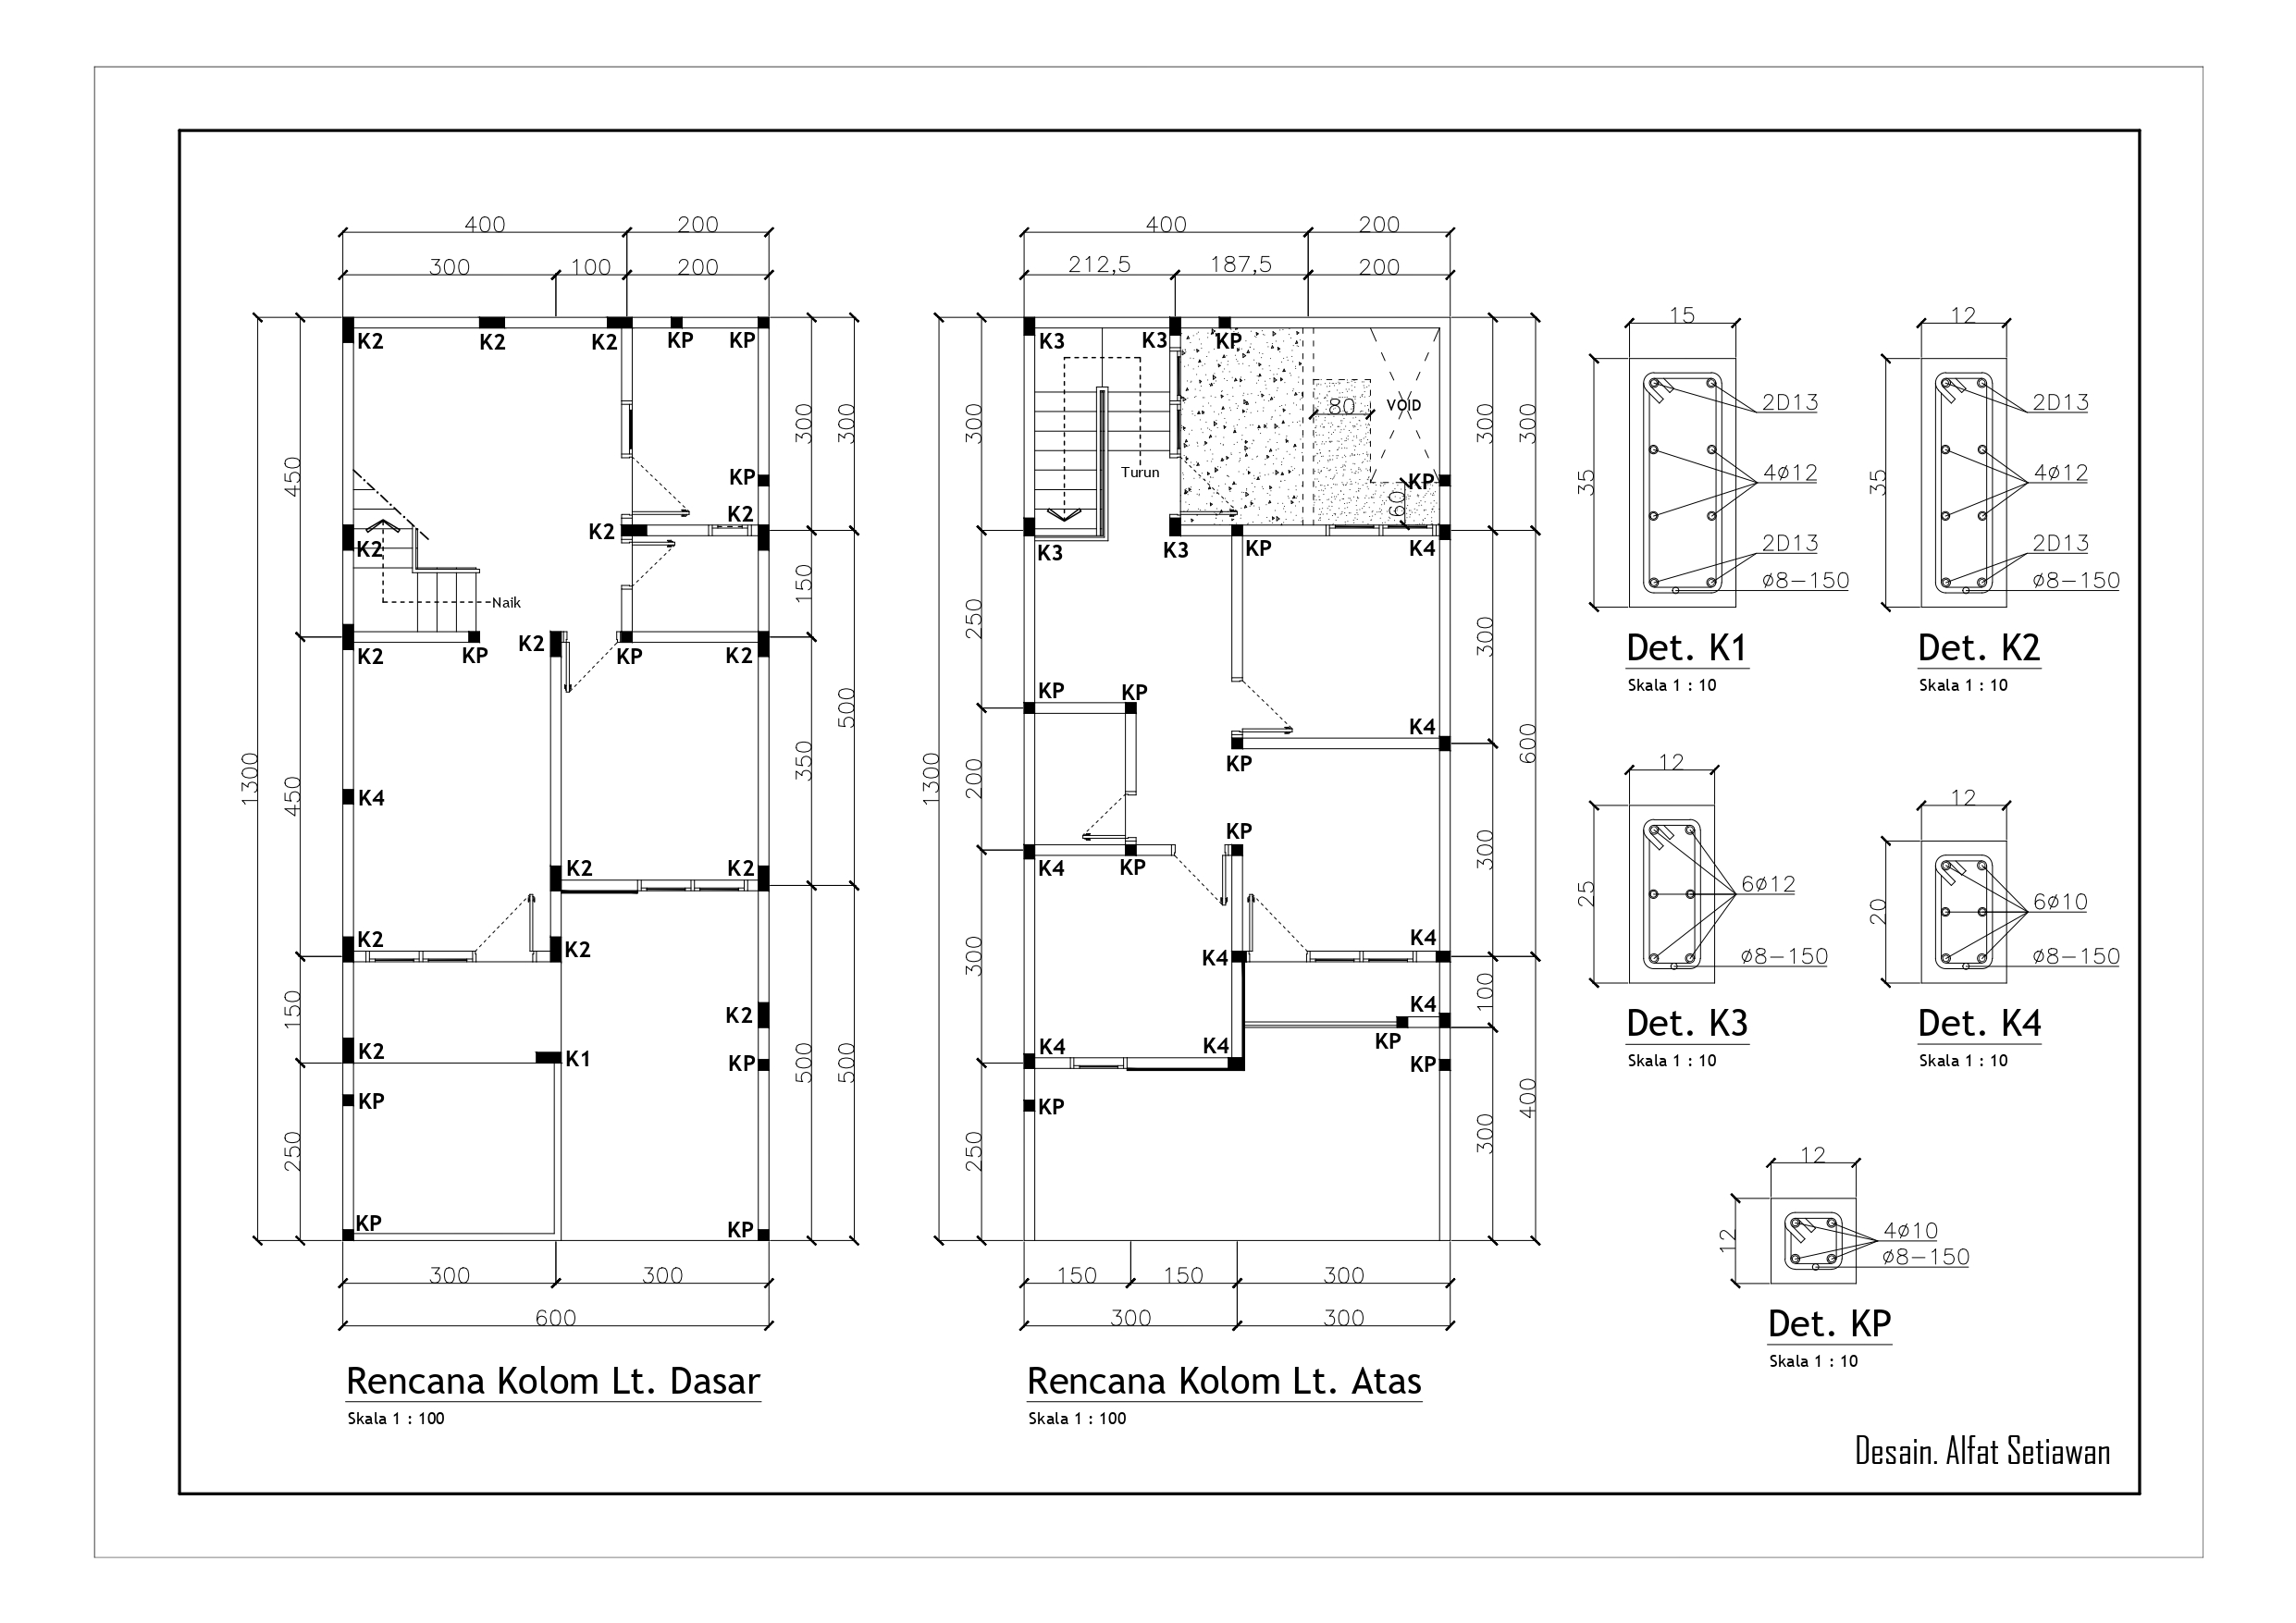 400 200
300 100 200
K2 K2 K2 KP KP
300 300
450
KP
K2 K2
K2
150
Naik
K2 KP K2 KP K2
1300
500
450
350
K4
K2 K2
K2 K2
150
K2
K2 K1 KP
500 500
KP
250
KP KP
300 300
600
Rencana Kolom Lt. Dasar
Skala 1 : 100
400 200
212,5 187,5 200
K3 K3 KP
300 80 VOID 300 300
Turun
KP
60
K3 K3 KP K4
250
300
KP KP
K4
600
KP
1300
200
KP
300
K4 KP
K4
K4
300
100
K4
KP
K4 K4 KP
KP
400
300
250
150 150 300
300 300
Rencana Kolom Lt. Atas
Skala 1 : 100
15
35
2D13
4ø12
2D13
ø8-150
Det. K1
Skala 1 : 10
12
35
2D13
4ø12
2D13
ø8-150
Det. K2
Skala 1 : 10
12
25
6ø12
ø8-150
Det. K3
Skala 1 : 10
12
20
6ø10
ø8-150
Det. K4
Skala 1 : 10
12
12
4ø10
ø8-150
Det. KP
Skala 1 : 10
Desain. Alfat Setiawan